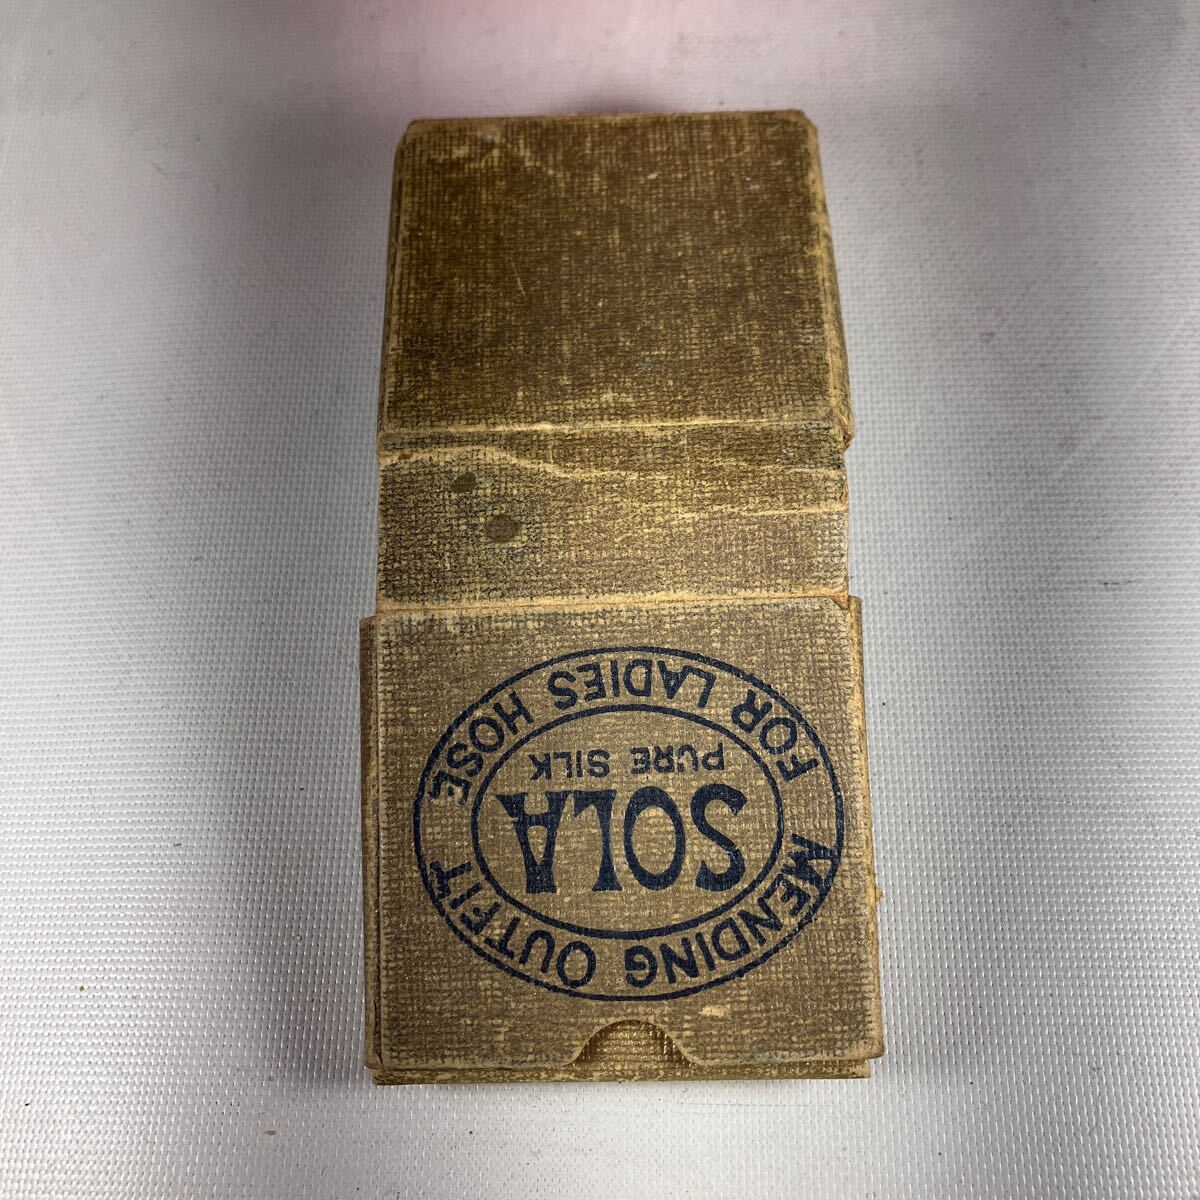 MENDING OUTFIT
SOLA
PURE SILK
FOR LADIES HOSE